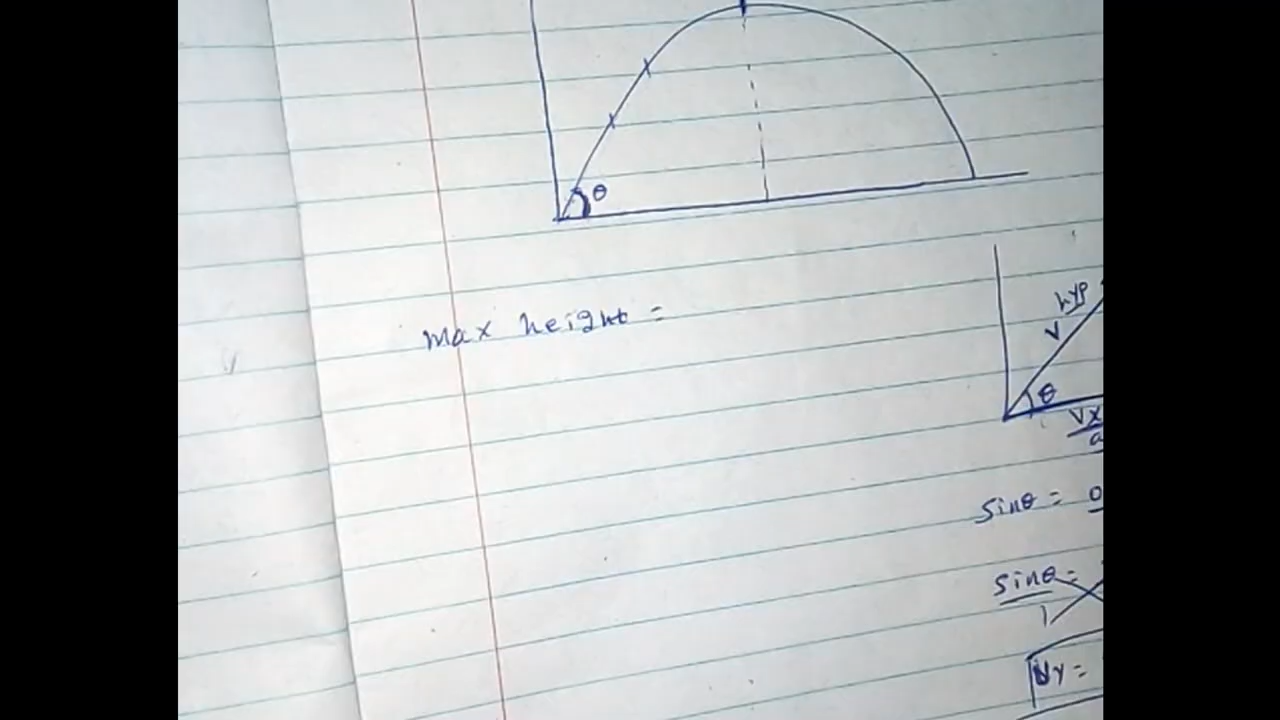 θ
max height =
hyp
V
θ
Vx
sinθ =
sinθ =
1
Vy =